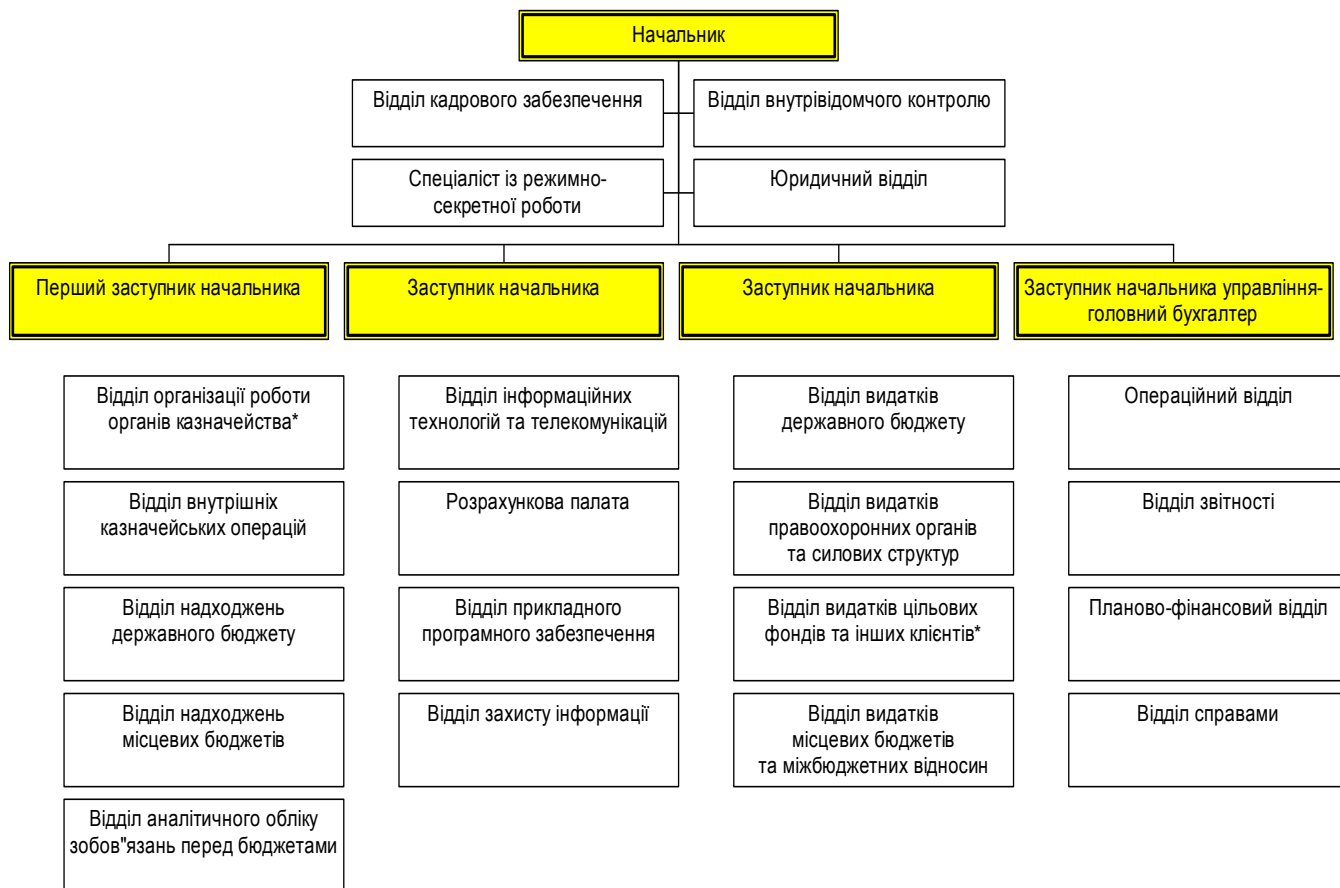 Начальник
Відділ кадрового забезпечення
Відділ внутрівідомчого контролю
Спеціаліст із режимно-
секретної роботи
Юридичний відділ
Перший заступник начальника
Заступник начальника
Заступник начальника
Заступник начальника управління-
головний бухгалтер
Відділ організації роботи
органів казначейства*
Відділ внутрішніх
казначейських операцій
Відділ надходжень
державного бюджету
Відділ надходжень
місцевих бюджетів
Відділ аналітичного обліку
зобов"язань перед бюджетами
Відділ інформаційних
технологій та телекомунікацій
Розрахункова палата
Відділ прикладного
програмного забезпечення
Відділ захисту інформації
Відділ видатків
державного бюджету
Відділ видатків
правоохоронних органів
та силових структур
Відділ видатків цільових
фондів та інших клієнтів*
Відділ видатків
місцевих бюджетів
та міжбюджетних відносин
Операційний відділ
Відділ звітності
Планово-фінансовий відділ
Відділ справами